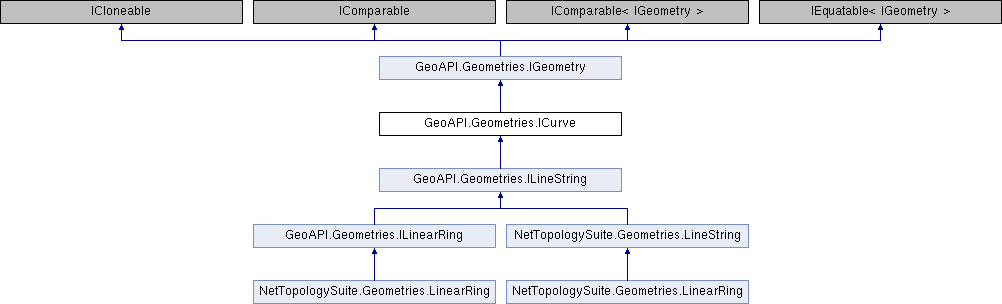 ICloneable
IComparable
IComparable< IGeometry >
IEquatable< IGeometry >
GeoAPI.Geometries.IGeometry
GeoAPI.Geometries.ICurve
GeoAPI.Geometries.ILineString
GeoAPI.Geometries.ILinearRing
NetTopologySuite.Geometries.LineString
NetTopologySuite.Geometries.LinearRing
NetTopologySuite.Geometries.LinearRing